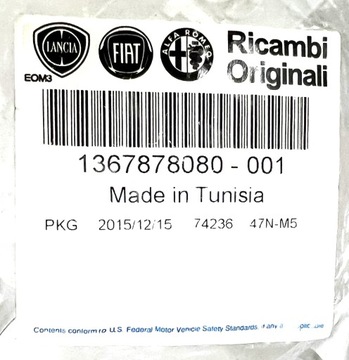 LANCIA FIAT ALFA ROMEO Ricambi
EOM3 Originali
1367878080 - 001
Made in Tunisia
PKG 2015/12/15 74236 47N-M5
Contents conform to U.S. Federal Motor Vehicle Safety Standards